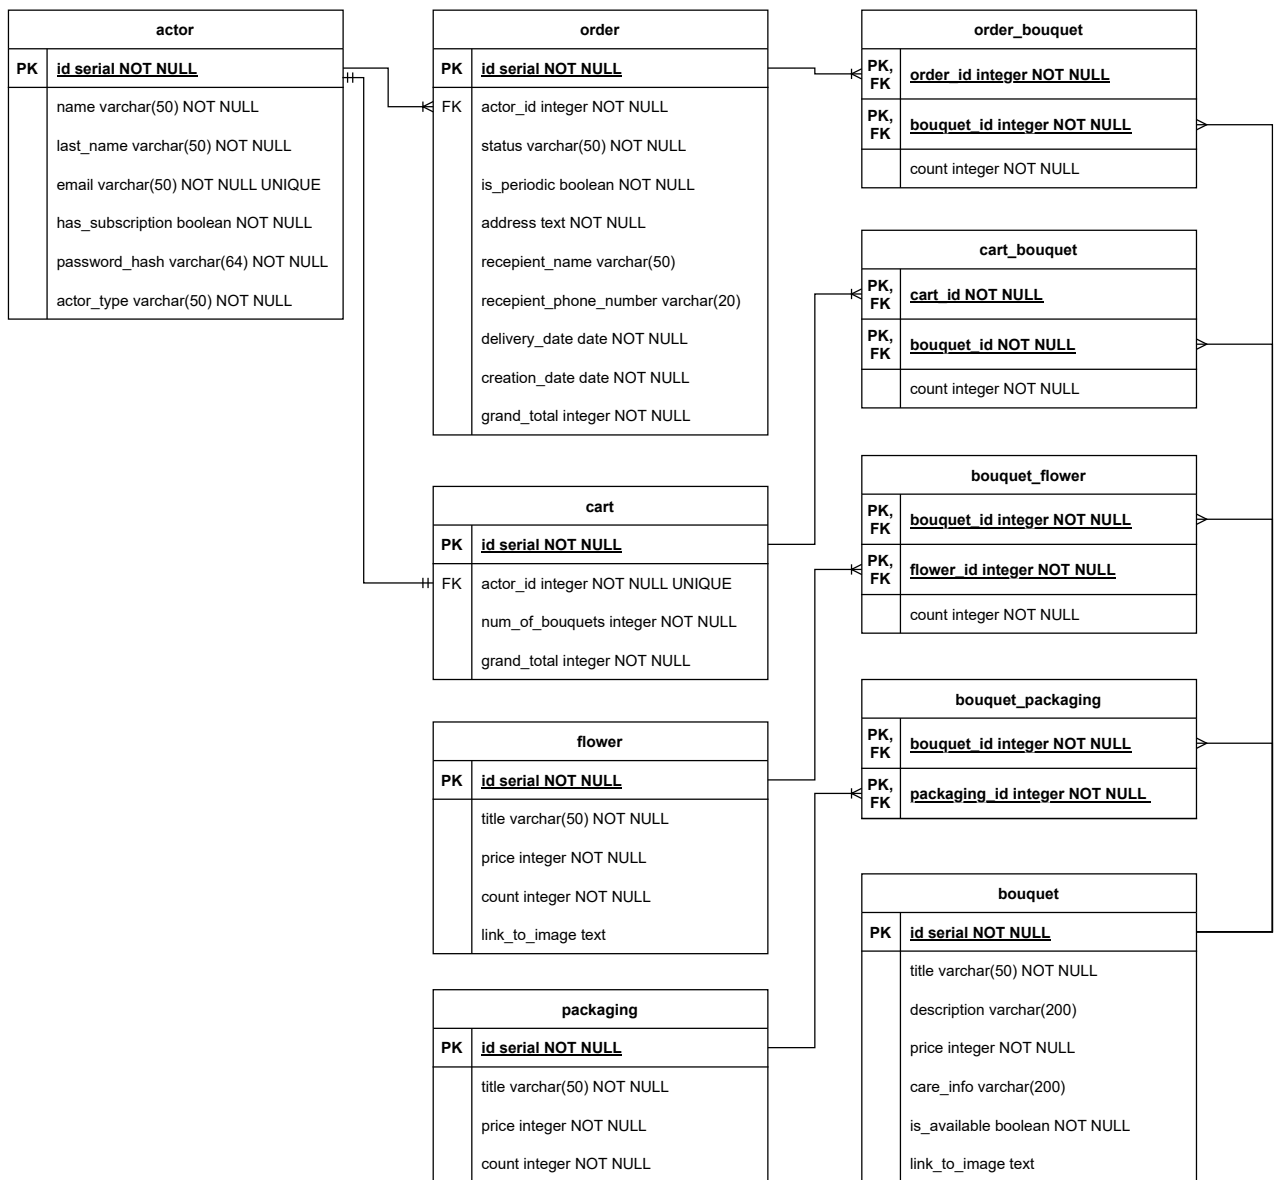 actor
PK id serial NOT NULL
name varchar(50) NOT NULL
last_name varchar(50) NOT NULL
email varchar(50) NOT NULL UNIQUE
has_subscription boolean NOT NULL
password_hash varchar(64) NOT NULL
actor_type varchar(50) NOT NULL
order
PK id serial NOT NULL
FK actor_id integer NOT NULL
status varchar(50) NOT NULL
is_periodic boolean NOT NULL
address text NOT NULL
recepient_name varchar(50)
recepient_phone_number varchar(20)
delivery_date date NOT NULL
creation_date date NOT NULL
grand_total integer NOT NULL
cart
PK id serial NOT NULL
FK actor_id integer NOT NULL UNIQUE
num_of_bouquets integer NOT NULL
grand_total integer NOT NULL
flower
PK id serial NOT NULL
title varchar(50) NOT NULL
price integer NOT NULL
count integer NOT NULL
link_to_image text
packaging
PK id serial NOT NULL
title varchar(50) NOT NULL
price integer NOT NULL
count integer NOT NULL
order_bouquet
PK, FK order_id integer NOT NULL
PK, FK bouquet_id integer NOT NULL
count integer NOT NULL
cart_bouquet
PK, FK cart_id NOT NULL
PK, FK bouquet_id NOT NULL
count integer NOT NULL
bouquet_flower
PK, FK bouquet_id integer NOT NULL
PK, FK flower_id integer NOT NULL
count integer NOT NULL
bouquet_packaging
PK, FK bouquet_id integer NOT NULL
PK, FK packaging_id integer NOT NULL
bouquet
PK id serial NOT NULL
title varchar(50) NOT NULL
description varchar(200)
price integer NOT NULL
care_info varchar(200)
is_available boolean NOT NULL
link_to_image text